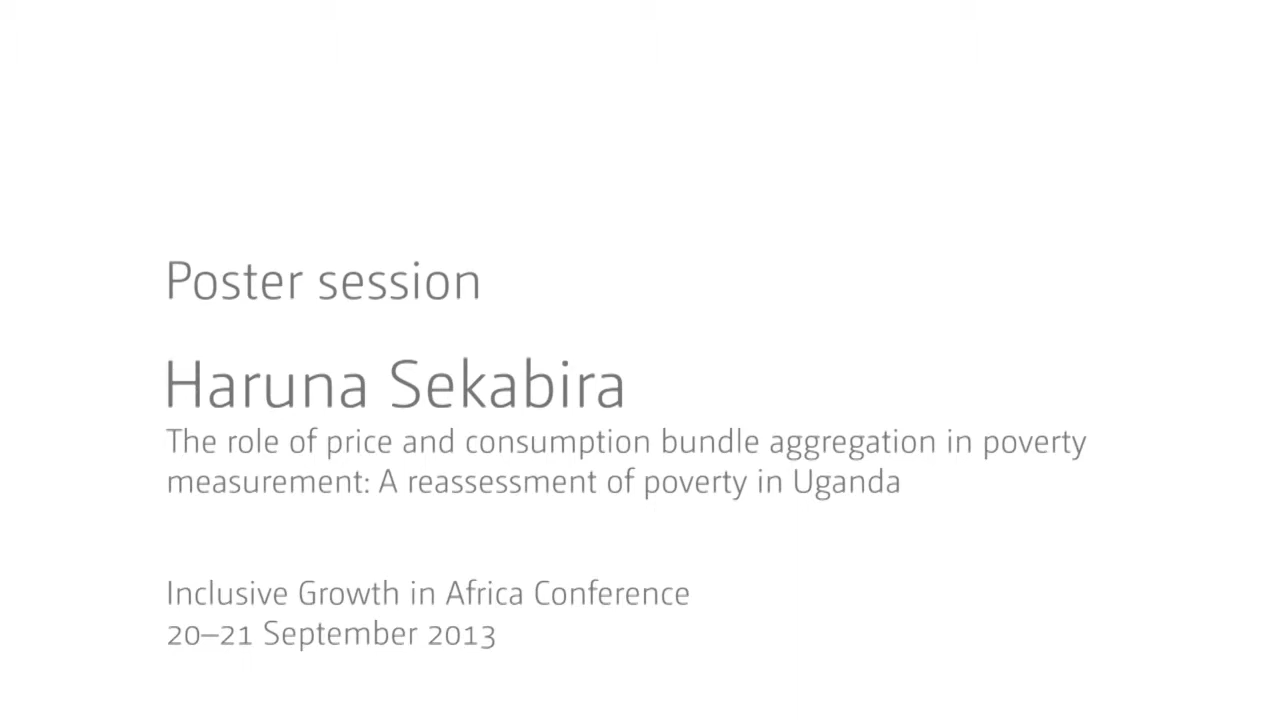 Poster session
Haruna Sekabira
The role of price and consumption bundle aggregation in poverty
measurement: A reassessment of poverty in Uganda
Inclusive Growth in Africa Conference
20–21 September 2013